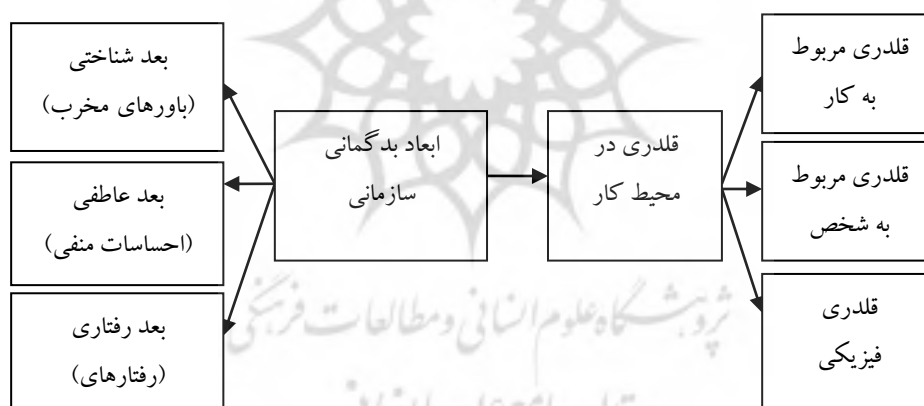 قلدری مربوط
به کار
قلدری مربوط
به شخص
قلدری
فیزیکی
قلدری در
محیط کار
ابعاد بدگمانی
سازمانی
بعد شناختی
(باورهای مخرب)
بعد عاطفی
(احساسات منفی)
بعد رفتاری
(رفتارهای)
پژوهشگاه علوم انسانی و مطالعات فرهنگی